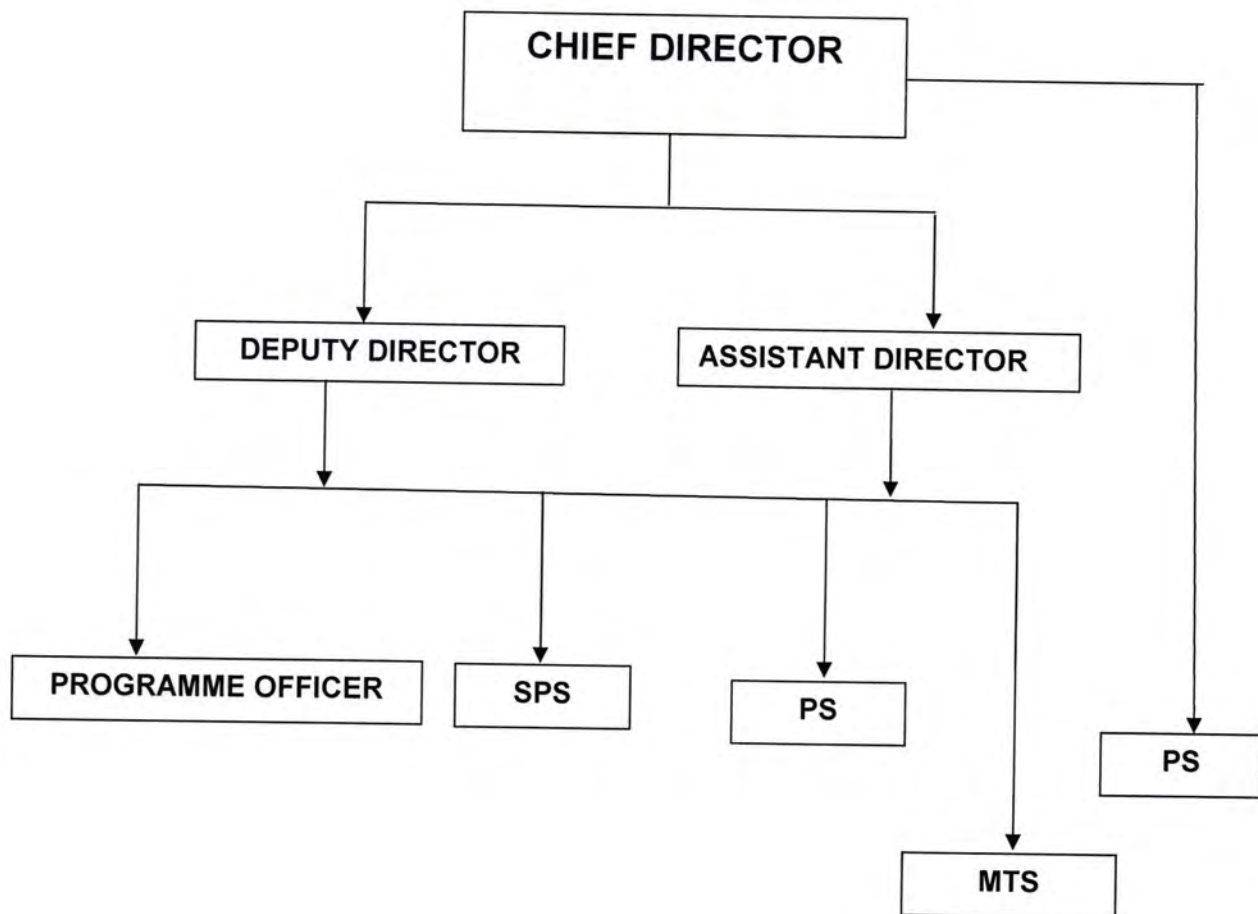 CHIEF DIRECTOR
DEPUTY DIRECTOR
ASSISTANT DIRECTOR
PROGRAMME OFFICER
SPS
PS
PS
MTS